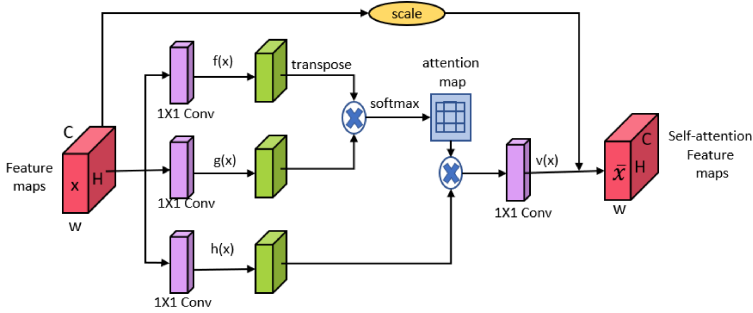 scale
f(x)
transpose
attention
map
softmax
1X1 Conv
C
Feature
maps
x
H
W
g(x)
1X1 Conv
v(x)
1X1 Conv
C
x̄
H
W
Self-attention
Feature
maps
h(x)
1X1 Conv